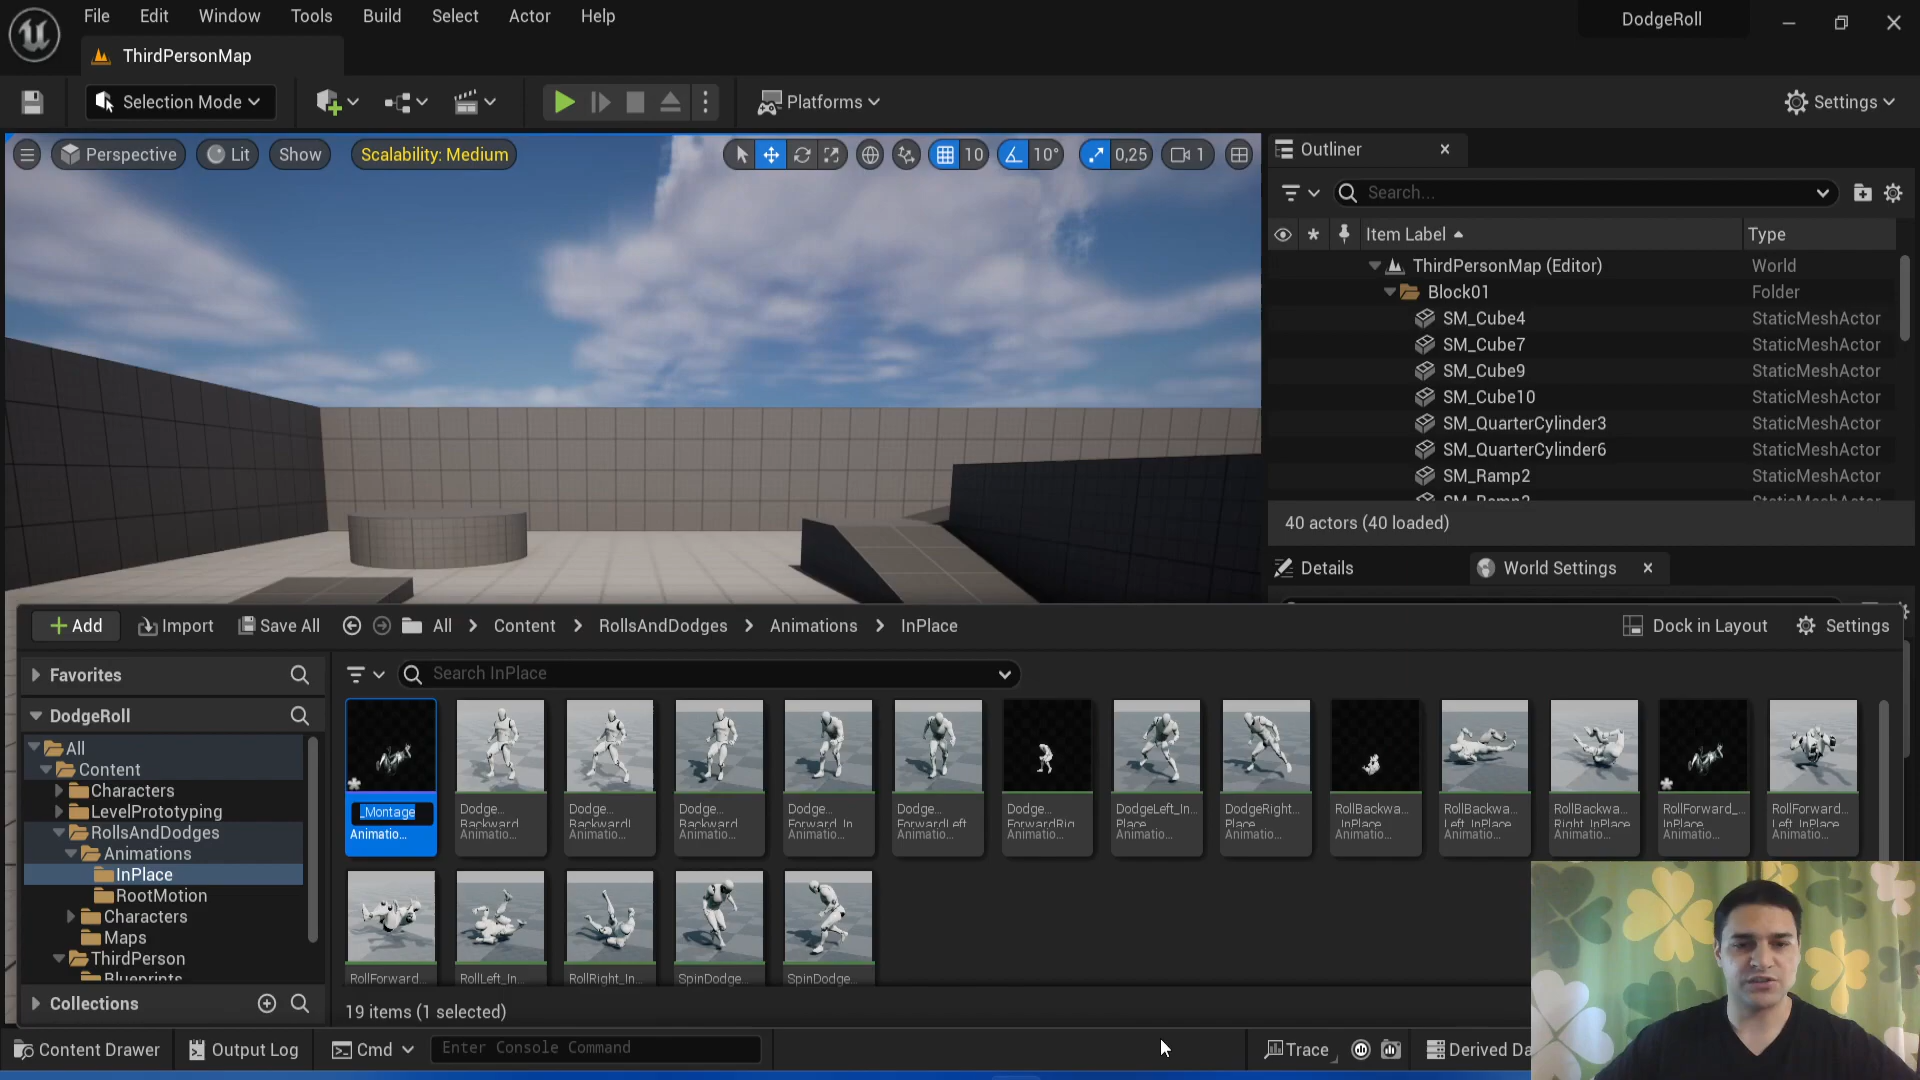 File Edit Window Tools Build Select Actor Help
DodgeRoll
ThirdPersonMap
Selection Mode
Platforms
Settings
Perspective Lit Show Scalability: Medium
10 10° 0,25 1
Outliner
Search...
Item Label Type
ThirdPersonMap (Editor) World
Block01 Folder
SM_Cube4 StaticMeshActor
SM_Cube7 StaticMeshActor
SM_Cube9 StaticMeshActor
SM_Cube10 StaticMeshActor
SM_QuarterCylinder3 StaticMeshActor
SM_QuarterCylinder6 StaticMeshActor
SM_Ramp2 StaticMeshActor
40 actors (40 loaded)
Details World Settings
Add Import Save All All > Content > RollsAndDodges > Animations > InPlace
Dock in Layout Settings
Favorites
Search InPlace
DodgeRoll
All
Content
Characters
LevelPrototyping
RollsAndDodges
Animations
InPlace
RootMotion
Characters
Maps
ThirdPerson
Blueprints
Collections
_Montage
Animatio...
Dodge...
Backward
Animatio...
Dodge...
Backward
Animatio...
Dodge...
Backward
Animatio...
Dodge...
Forward_In
Animatio...
Dodge...
ForwardLeft
Animatio...
Dodge...
ForwardRig
Animatio...
DodgeLeft_In...
Place
Animatio...
DodgeRight...
Place
Animatio...
RollBackwa...
InPlace
Animatio...
RollBackwa...
Left_InPlace
Animatio...
RollBackwa...
Right_InPlace
Animatio...
RollForward_...
InPlace
Animatio...
RollForward...
Left_InPlace
Animatio...
RollForward...
RollLeft_In...
RollRight_In...
SpinDodge...
SpinDodge...
19 items (1 selected)
Content Drawer Output Log Cmd Enter Console Command
Trace Derived Da